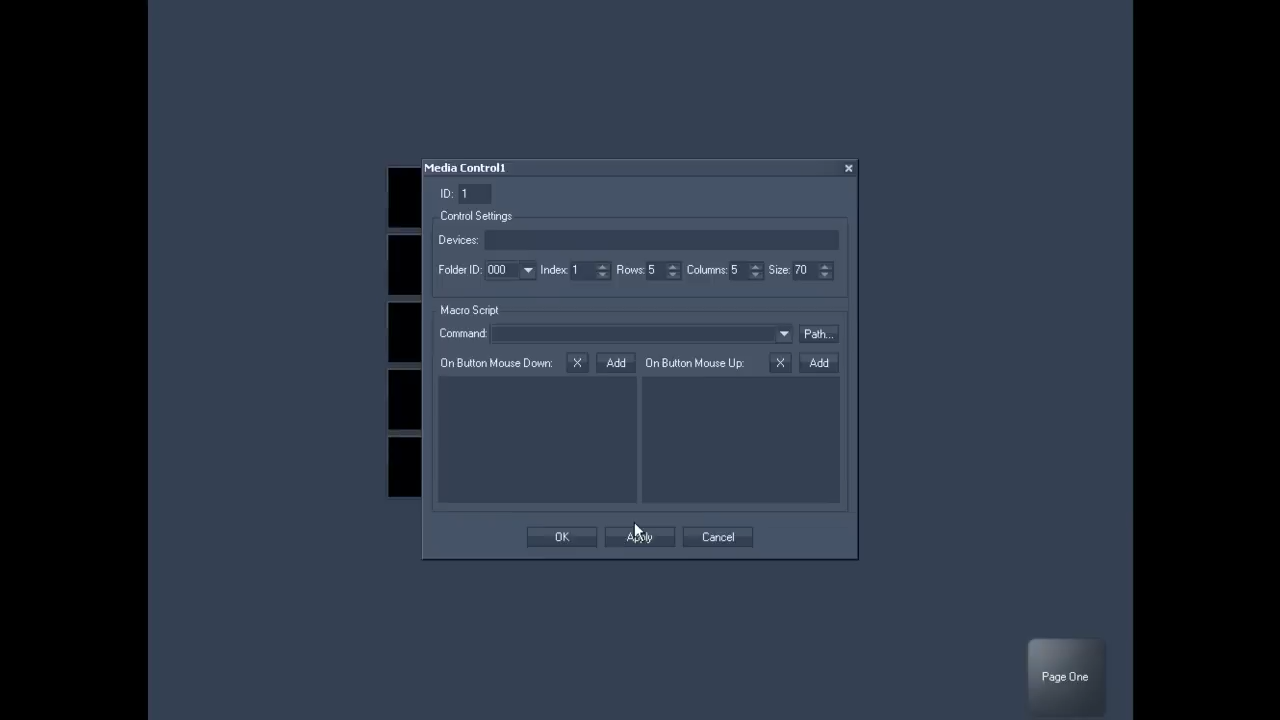 Media Control1
ID: 1
Control Settings
Devices:
Folder ID: 000 Index: 1 Rows: 5 Columns: 5 Size: 70
Macro Script
Command: Path...
On Button Mouse Down: X Add On Button Mouse Up: X Add
OK Apply Cancel
Page One